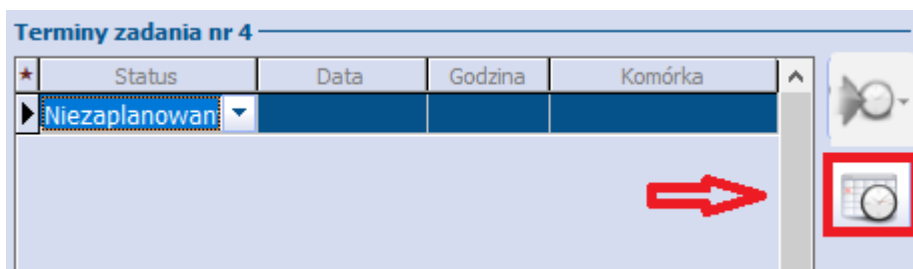 Terminy zadania nr 4
* Status Data Godzina Komórka
Niezaplanowan